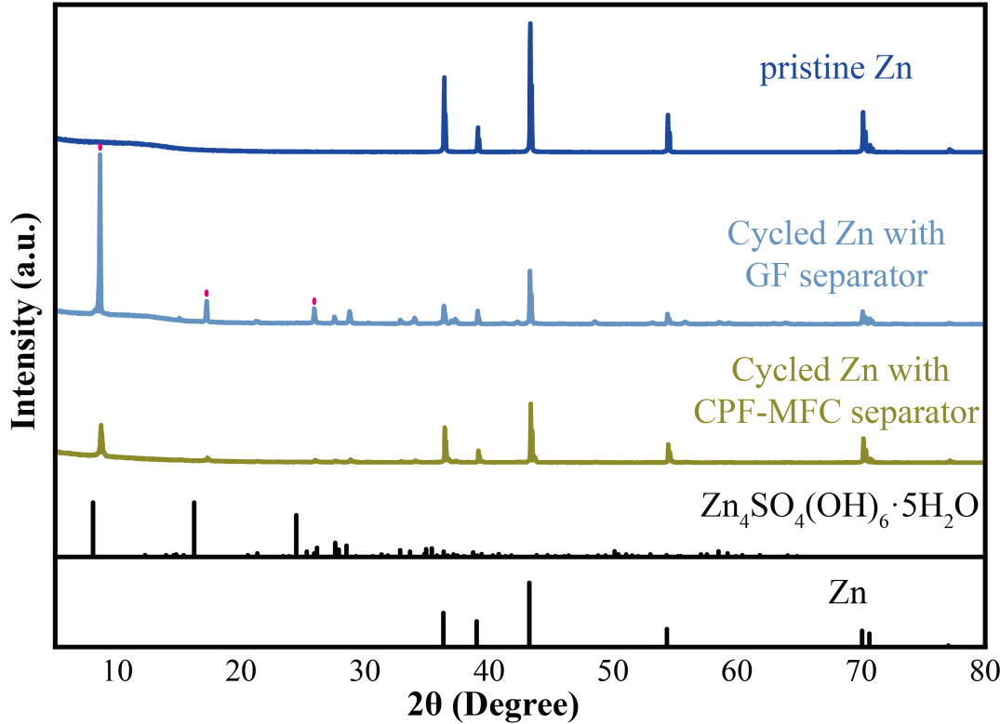 pristine Zn
Cycled Zn with
GF separator
Cycled Zn with
CPF-MFC separator
Zn₄SO₄(OH)₆·5H₂O
Zn
Intensity (a.u.)
10 20 30 40 50 60 70 80
2θ (Degree)